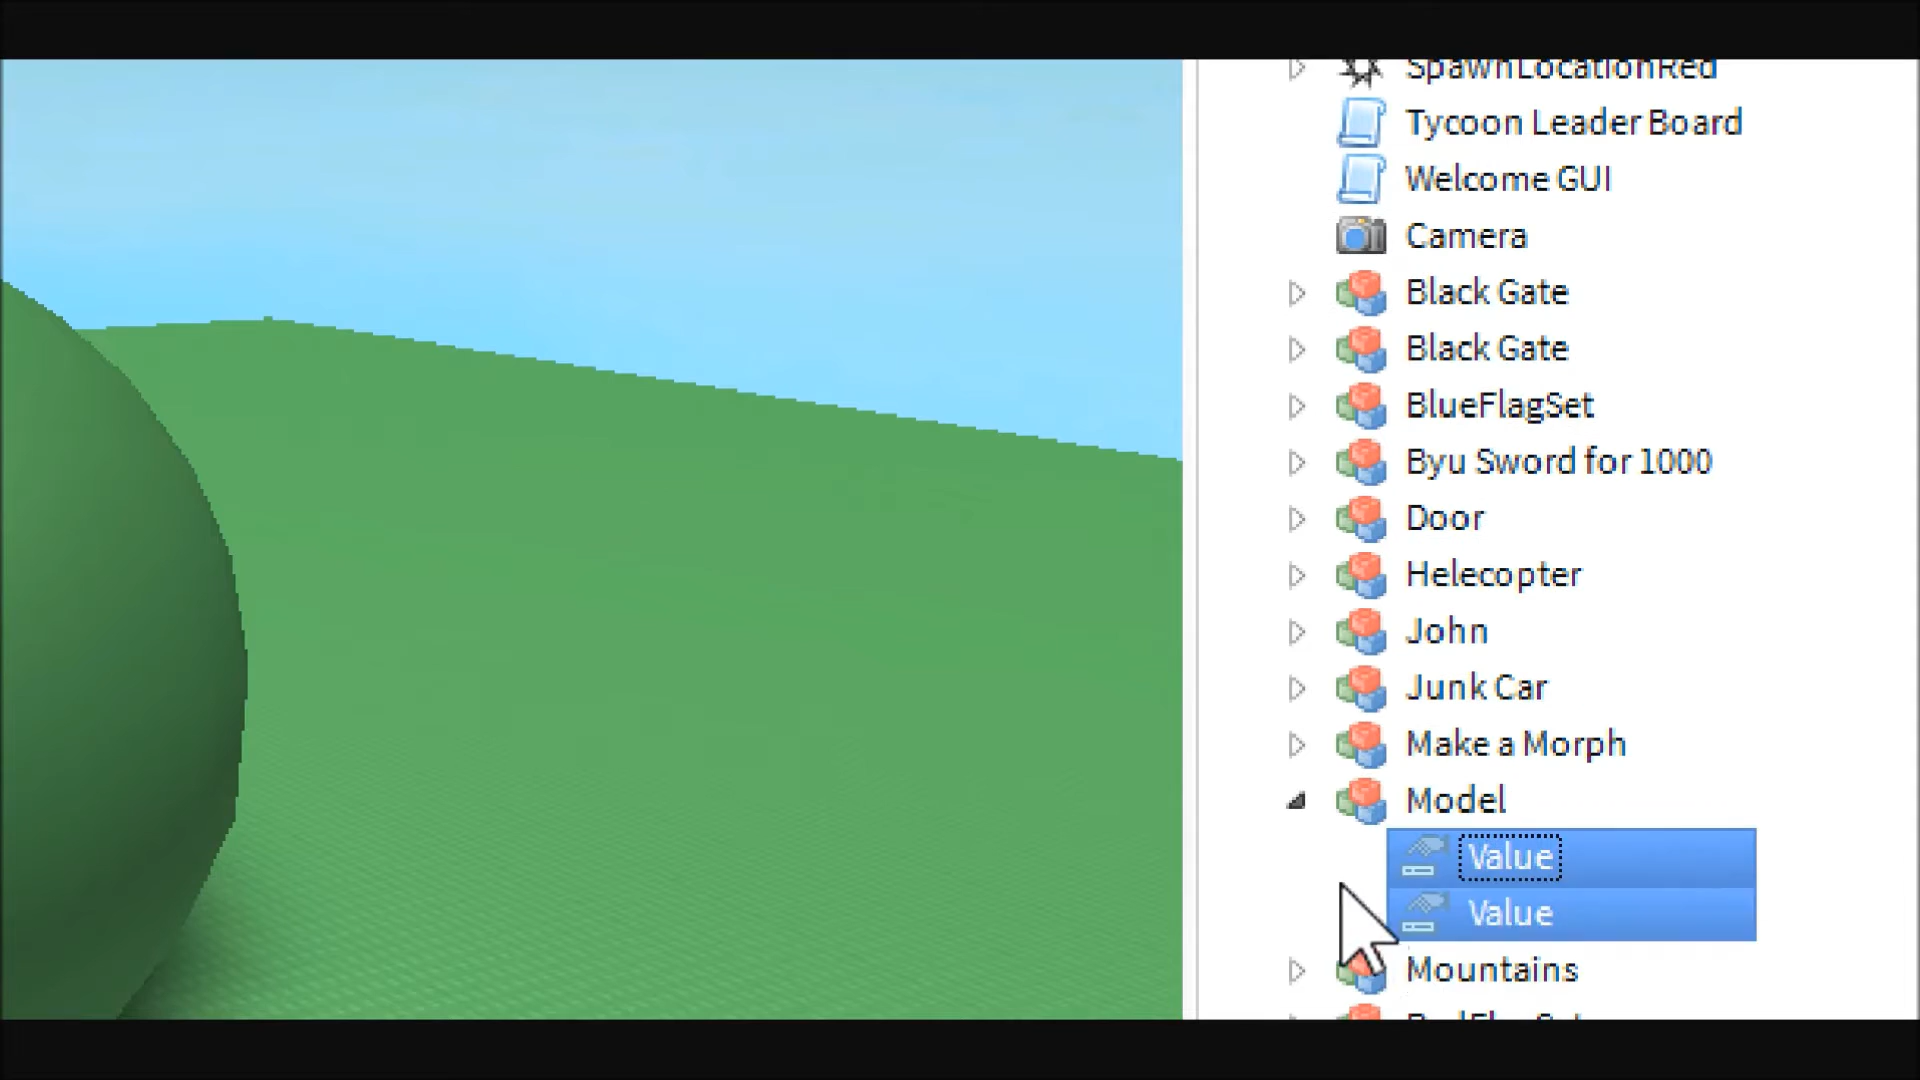 SpawnLocationRed
Tycoon Leader Board
Welcome GUI
Camera
Black Gate
Black Gate
BlueFlagSet
Byu Sword for 1000
Door
Helecopter
John
Junk Car
Make a Morph
Model
Value
Value
Mountains